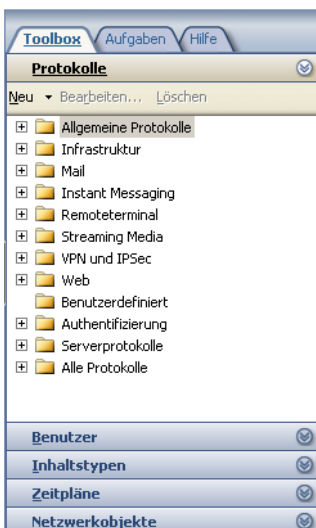 Toolbox Aufgaben Hilfe
Protokolle
Neu Bearbeiten... Löschen
Allgemeine Protokolle
Infrastruktur
Mail
Instant Messaging
Remoteterminal
Streaming Media
VPN und IPSec
Web
Benutzerdefiniert
Authentifizierung
Serverprotokolle
Alle Protokolle
Benutzer
Inhaltstypen
Zeitpläne
Netzwerkobjekte